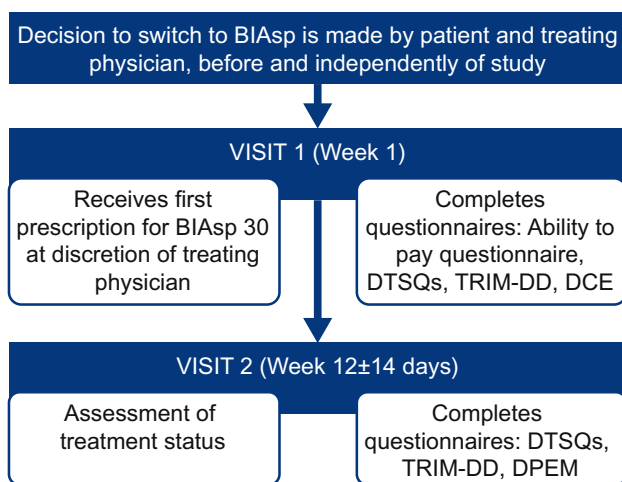 Decision to switch to BIAsp is made by patient and treating
physician, before and independently of study
VISIT 1 (Week 1)
Receives first
prescription for BIAsp 30
at discretion of treating
physician
Completes
questionnaires: Ability to
pay questionnaire,
DTSQs, TRIM-DD, DCE
VISIT 2 (Week 12±14 days)
Assessment of
treatment status
Completes
questionnaires: DTSQs,
TRIM-DD, DPEM